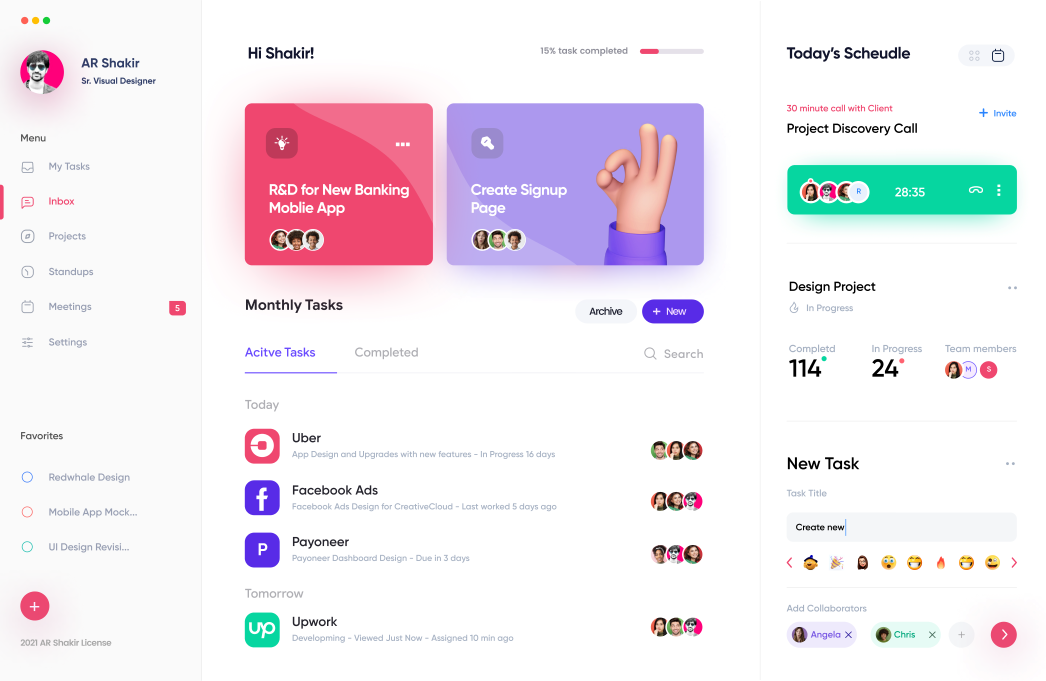 AR Shakir
Sr. Visual Designer
Menu
My Tasks
Inbox
Projects
Standups
Meetings
5
Settings
Favorites
Redwhale Design
Mobile App Mock...
UI Design Revisi...
+
2021 AR Shakir License
Hi Shakir!
15% task completed
R&D for New Banking
Moblie App
Create Signup
Page
Monthly Tasks
Archive
+ New
Acitve Tasks
Completed
Search
Today
Uber
App Design and Upgrades with new features - In Progress 16 days
Facebook Ads
Facebook Ads Design for CreativeCloud - Last worked 5 days ago
P
Payoneer
Payoneer Dashboard Design - Due in 3 days
Tomorrow
up
Upwork
Developming - Viewed Just Now - Assigned 10 min ago
Today's Scheudle
30 minute call with Client
Project Discovery Call
+ Invite
R
28:35
Design Project
In Progress
Completd
114
In Progress
24
Team members
M
S
New Task
Task Title
Create new
Add Collaborators
Angela
Chris
+